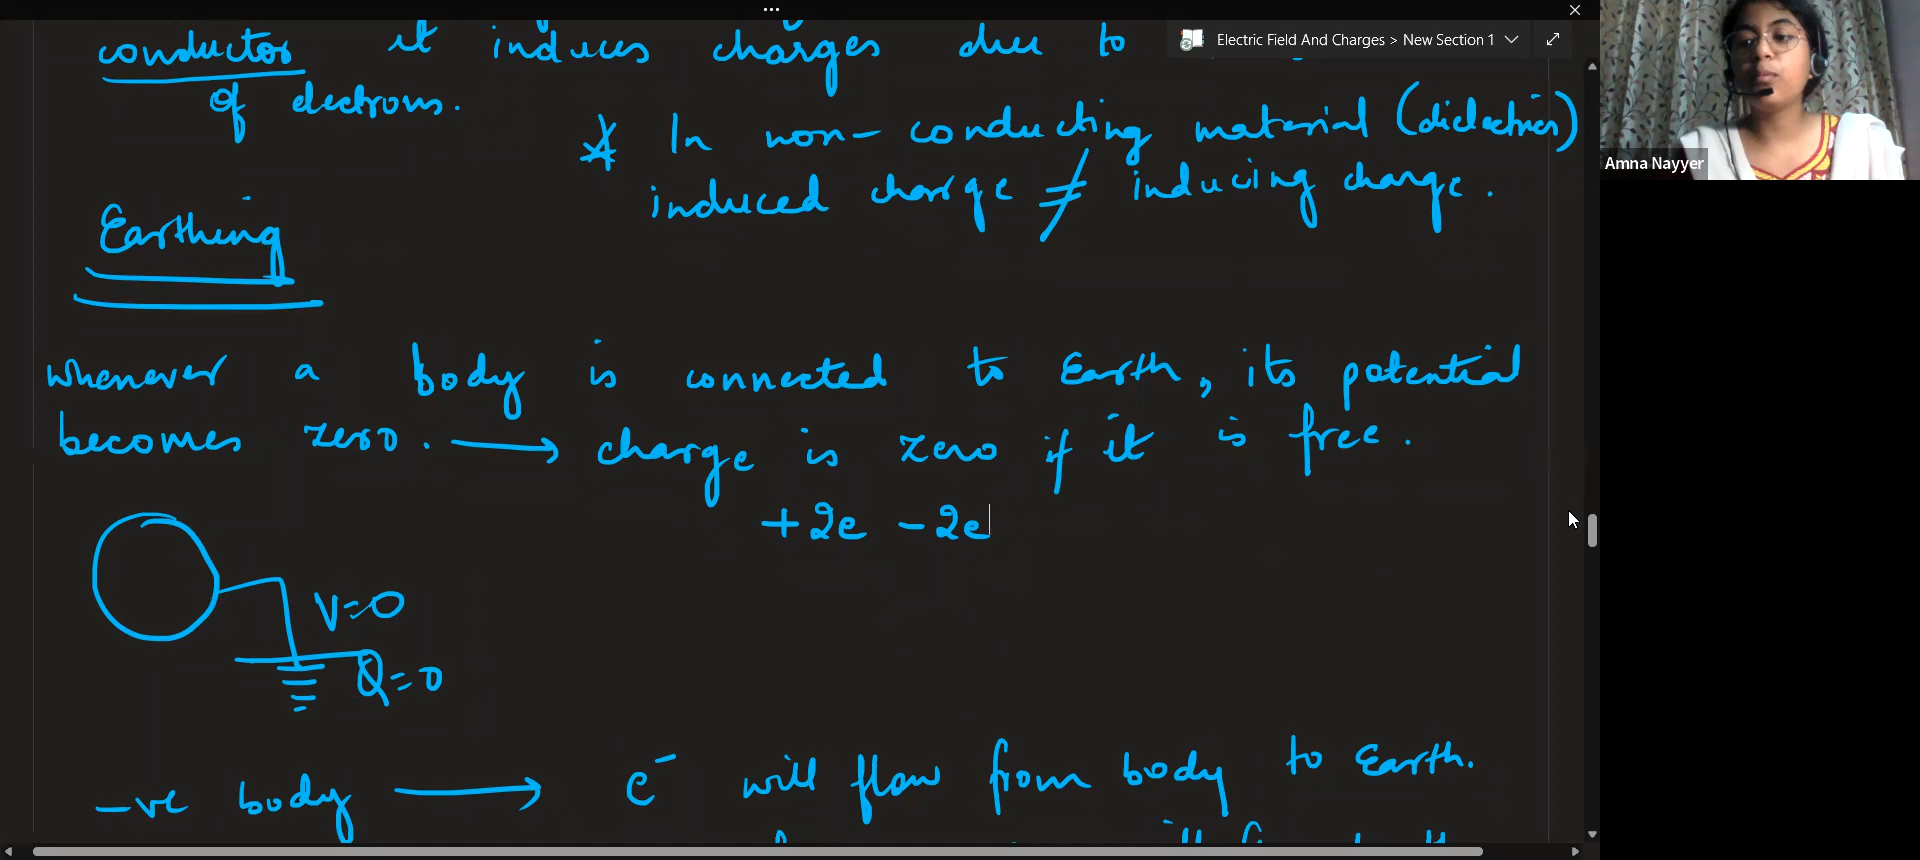 Electric Field And Charges > New Section 1
conductor it induces charges due to
of electrons.
* In non-conducting material (dielectrics)
induced charge ≠ inducing charge.
Earthing
whenever a body is connected to Earth, its potential
becomes zero. → charge is zero if it is free.
+2e -2e
V=0
Q=0
-ve body → e⁻ will flow from body to Earth.
Amna Nayyer